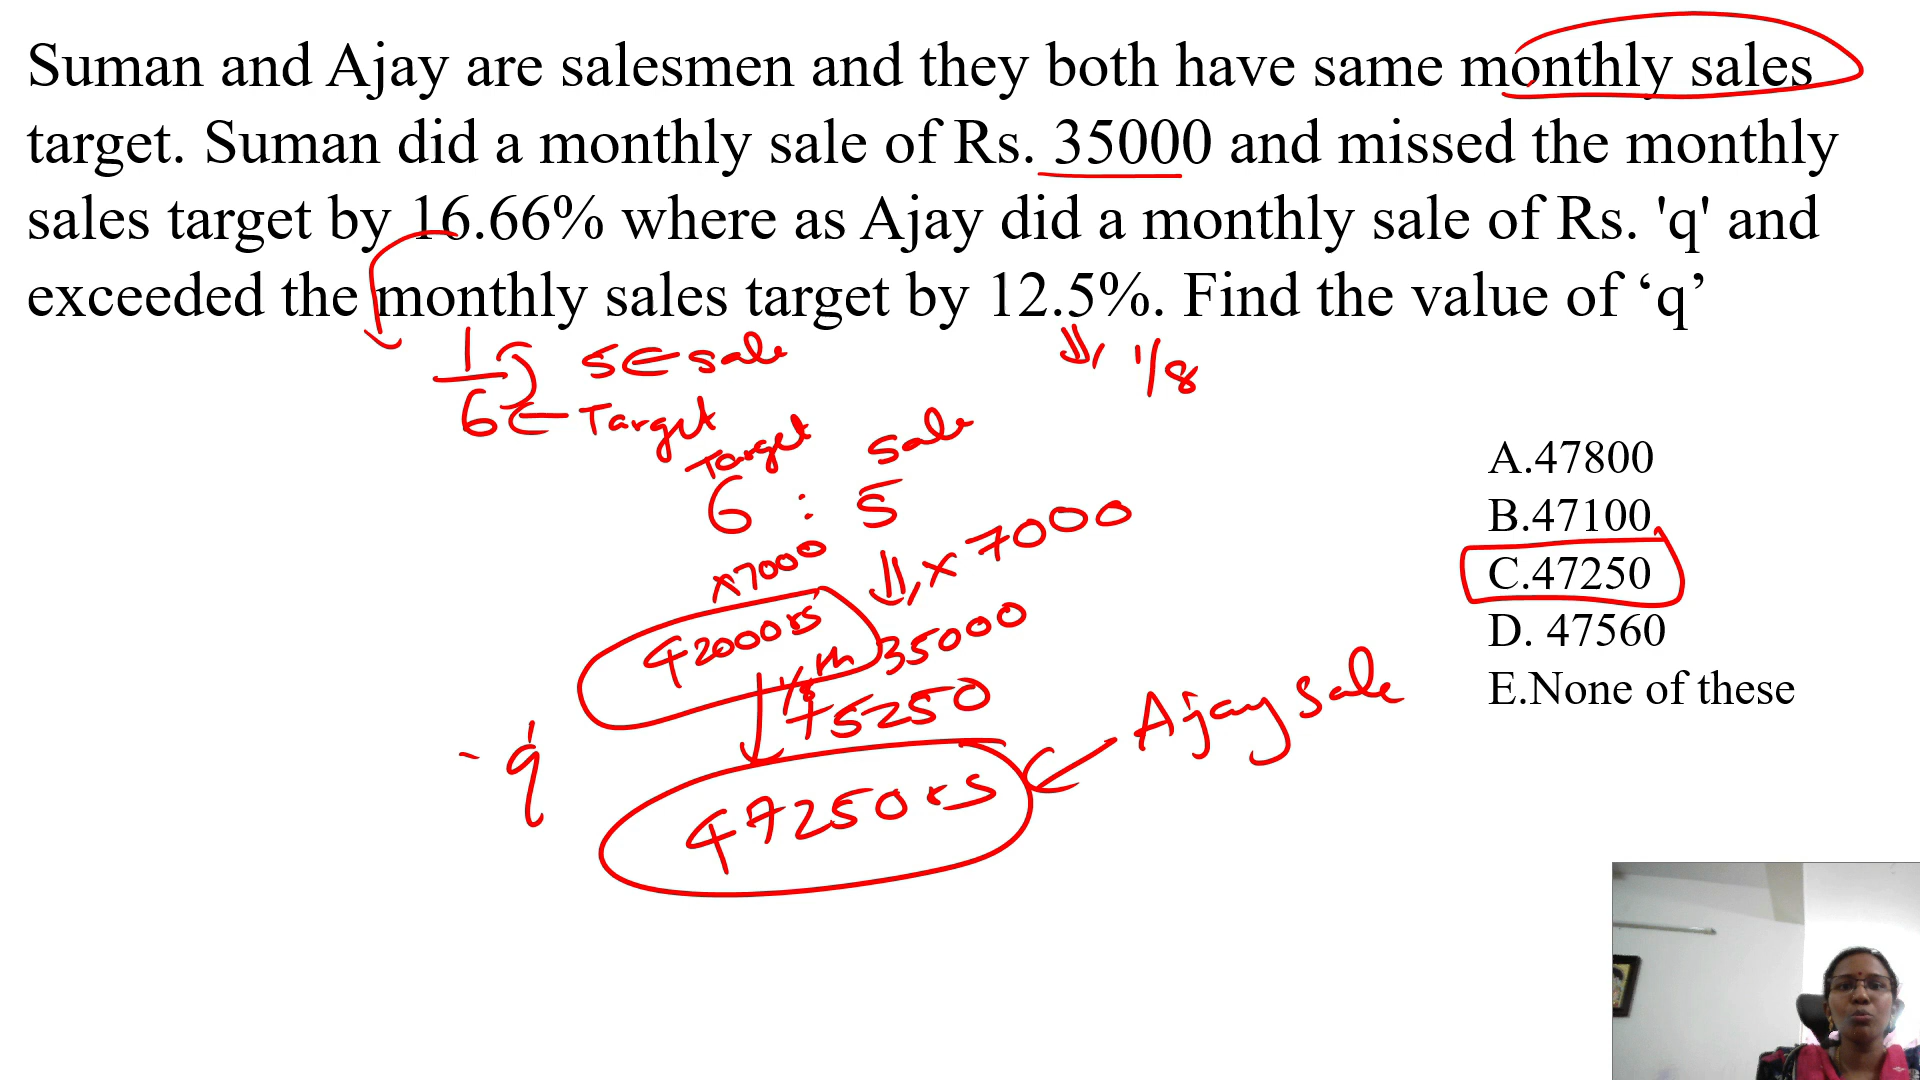 Suman and Ajay are salesmen and they both have same monthly sales
target. Suman did a monthly sale of Rs. 35000 and missed the monthly
sales target by 16.66% where as Ajay did a monthly sale of Rs. 'q' and
exceeded the monthly sales target by 12.5%. Find the value of ‘q’
1/6
5 ← sale
6 ← Target
1/8
Target sale
6 : 5
x7000 x 7000
42000rs 35000
1/8 th
+5250
q
47250rs
Ajay sale
A.47800
B.47100
C.47250
D. 47560
E.None of these